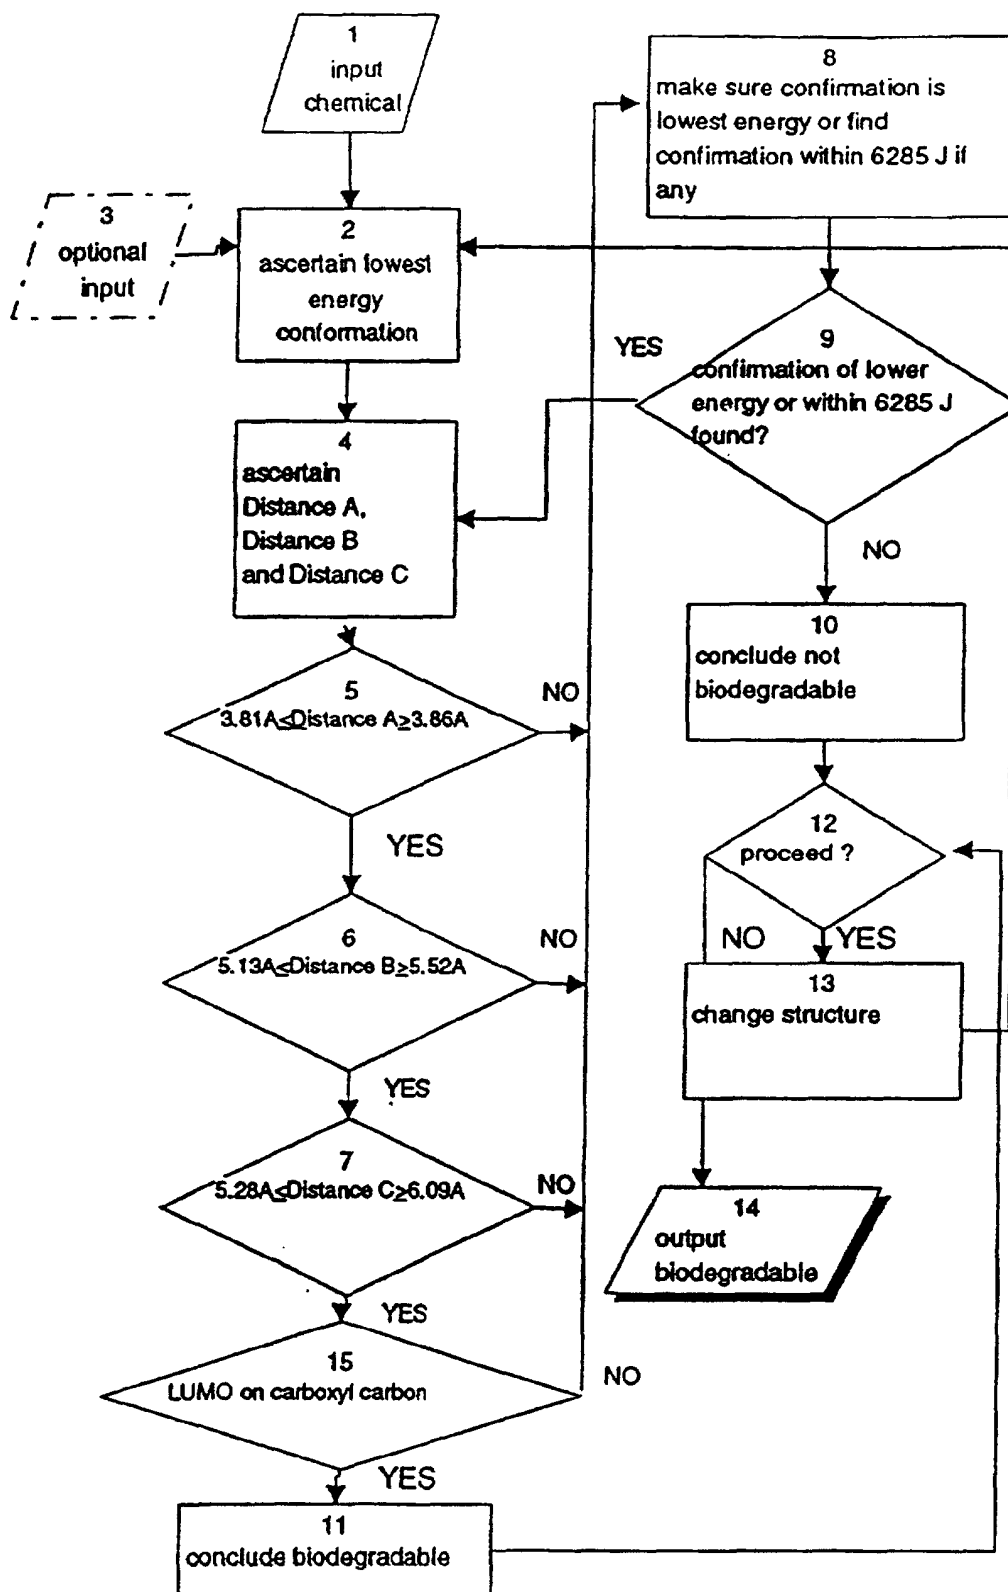 1
input
chemical
3
optional
input
2
ascertain lowest
energy
conformation
4
ascertain
Distance A,
Distance B
and Distance C
5
3.81A≤Distance A≥3.86A
NO
YES
6
5.13A≤Distance B≥5.52A
NO
YES
7
5.28A≤Distance C≥6.09A
NO
YES
15
LUMO on carboxyl carbon
NO
YES
11
conclude biodegradable
8
make sure confirmation is
lowest energy or find
confirmation within 6285 J if
any
9
confirmation of lower
energy or within 6285 J
found?
YES
NO
10
conclude not
biodegradable
12
proceed ?
NO
YES
13
change structure
14
output
biodegradable